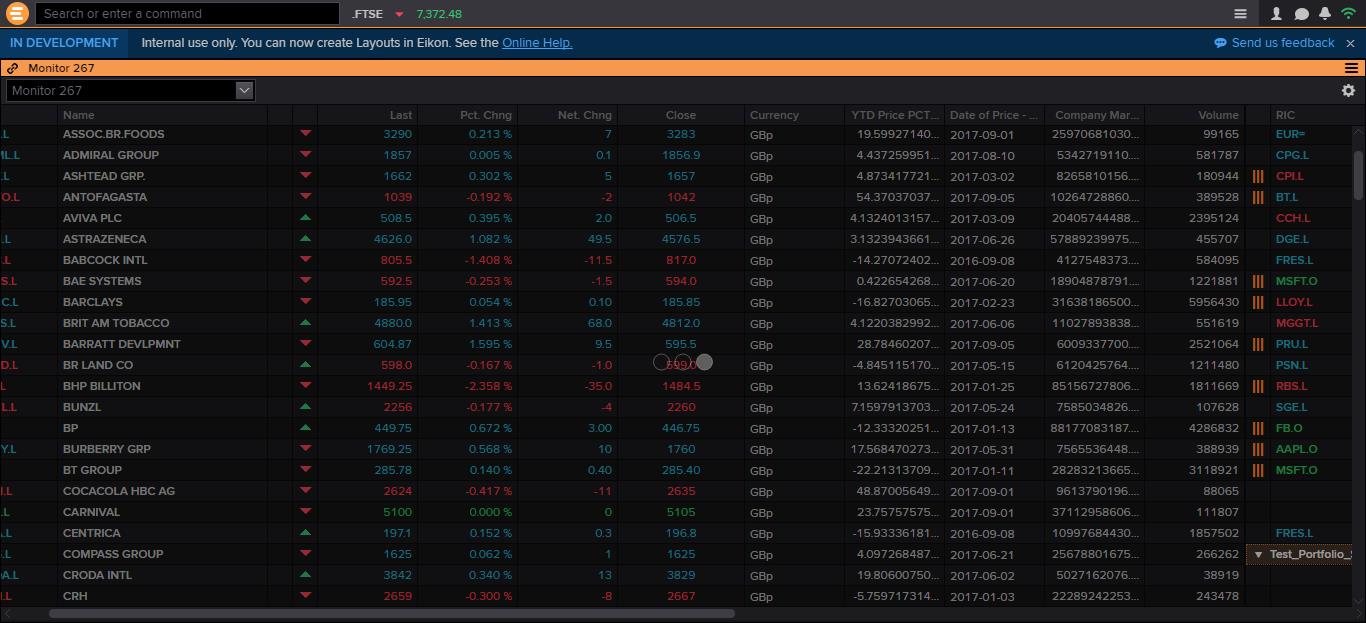 Search or enter a command .FTSE 7,372.48
IN DEVELOPMENT Internal use only. You can now create Layouts in Eikon. See the Online Help. Send us feedback
Monitor 267
Monitor 267
Name Last Pct. Chng Net. Chng Close Currency YTD Price PCT... Date of Price - ... Company Mar... Volume RIC
.L ASSOC.BR.FOODS 3290 0.213 % 7 3283 GBp 19.59927140... 2017-09-01 25970681030... 99165 EUR=
ML.L ADMIRAL GROUP 1857 0.005 % 0.1 1856.9 GBp 4.437259951... 2017-08-10 5342719110.... 581787 CPG.L
.L ASHTEAD GRP. 1662 0.302 % 5 1657 GBp 4.873417721... 2017-03-02 8265810156.... 180944 CPI.L
O.L ANTOFAGASTA 1039 -0.192 % -2 1042 GBp 54.37037037... 2017-09-05 10264728860.... 389528 BT.L
AVIVA PLC 508.5 0.395 % 2.0 506.5 GBp 4.1324013157... 2017-03-09 20405744488... 2395124 CCH.L
.L ASTRAZENECA 4626.0 1.082 % 49.5 4576.5 GBp 3.1323943661... 2017-06-26 57889239975.... 455707 DGE.L
.L BABCOCK INTL 805.5 -1.408 % -11.5 817.0 GBp -14.27072402... 2016-09-08 4127548373.... 584095 FRES.L
S.L BAE SYSTEMS 592.5 -0.253 % -1.5 594.0 GBp 0.422654268... 2017-06-20 18904878791.... 1221881 MSFT.O
C.L BARCLAYS 185.95 0.054 % 0.10 185.85 GBp -16.82703065... 2017-02-23 31638186500... 5956430 LLOY.L
S.L BRIT AM TOBACCO 4880.0 1.413 % 68.0 4812.0 GBp 4.1220382992... 2017-06-06 11027893838... 551619 MGGT.L
V.L BARRATT DEVLPMNT 604.87 1.595 % 9.5 595.5 GBp 28.78460207... 2017-09-05 6009337700.... 2521064 PRU.L
D.L BR LAND CO 598.0 -0.167 % -1.0 599.0 GBp -4.845115170... 2017-05-15 6120425764.... 1211480 PSN.L
L BHP BILLITON 1449.25 -2.358 % -35.0 1484.5 GBp 13.62418675... 2017-01-25 85156727806... 1811669 RBS.L
L.L BUNZL 2256 -0.177 % -4 2260 GBp 7.1597913703... 2017-05-24 7585034826.... 107628 SGE.L
BP 449.75 0.672 % 3.00 446.75 GBp -12.33320251... 2017-01-13 88177083187.... 4286832 FB.O
Y.L BURBERRY GRP 1769.25 0.568 % 10 1760 GBp 17.568470273... 2017-05-31 7565536448.... 388939 AAPL.O
BT GROUP 285.78 0.140 % 0.40 285.40 GBp -22.21313709... 2017-01-11 28283213665... 3118921 MSFT.O
.L COCACOLA HBC AG 2624 -0.417 % -11 2635 GBp 48.87005649... 2017-09-01 9613790196.... 88065
.L CARNIVAL 5100 0.000 % 0 5105 GBp 23.75757575... 2017-09-01 37112958606... 111807
.L CENTRICA 197.1 0.152 % 0.3 196.8 GBp -15.93336181... 2016-09-08 10997684430... 1857502 FRES.L
.L COMPASS GROUP 1625 0.062 % 1 1625 GBp 4.097268487... 2017-06-21 25678801675... 266262 Test_Portfolio_S
A.L CRODA INTL 3842 0.340 % 13 3829 GBp 19.80600750... 2017-06-02 5027162076.... 38919
.L CRH 2659 -0.300 % -8 2667 GBp -5.759717314... 2017-01-03 22289242253... 243478